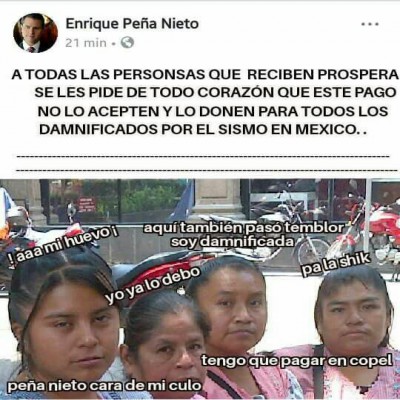 Enrique Peña Nieto
21 min •
A TODAS LAS PERSONSAS QUE RECIBEN PROSPERA
SE LES PIDE DE TODO CORAZÓN QUE ESTE PAGO
NO LO ACEPTEN Y LO DONEN PARA TODOS LOS
DAMNIFICADOS POR EL SISMO EN MEXICO. .
¡aaa mi huevo¡
aquí también pasó temblor
soy damnificada
yo ya lo debo
pa la shik
tengo que pagar en copel
peña nieto cara de mi culo